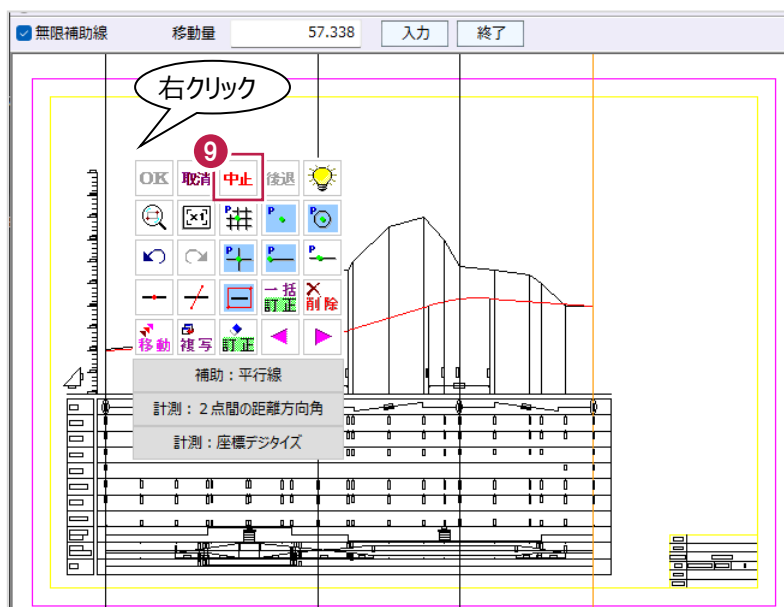 無限補助線 移動量 57.338 入力 終了
右クリック
9
OK 取消 中止 後退
[×1] P P P
P P P
一括訂正 削除
移動 複写 訂正
補助：平行線
計測：２点間の距離方向角
計測：座標デジタイズ